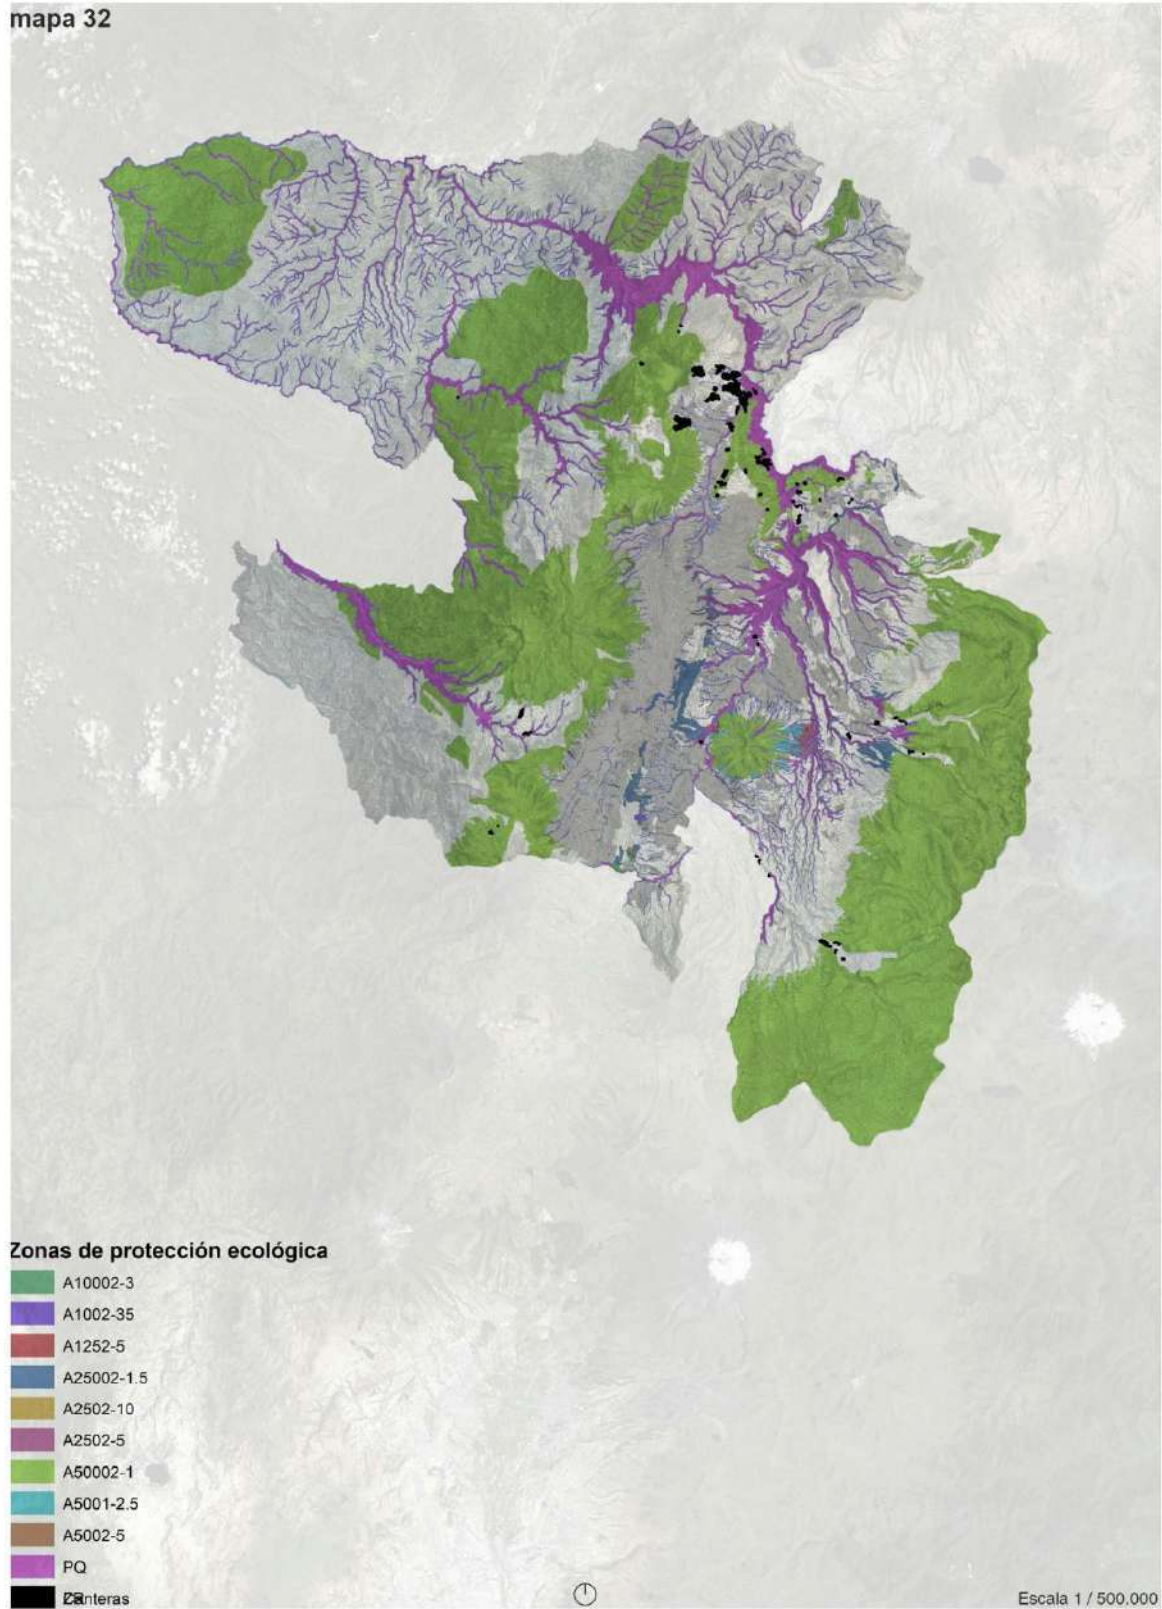 mapa 32
Zonas de protección ecológica
A10002-3
A1002-35
A1252-5
A25002-1.5
A2502-10
A2502-5
A50002-1
A5001-2.5
A5002-5
PQ
Canteras
Escala 1 / 500.000